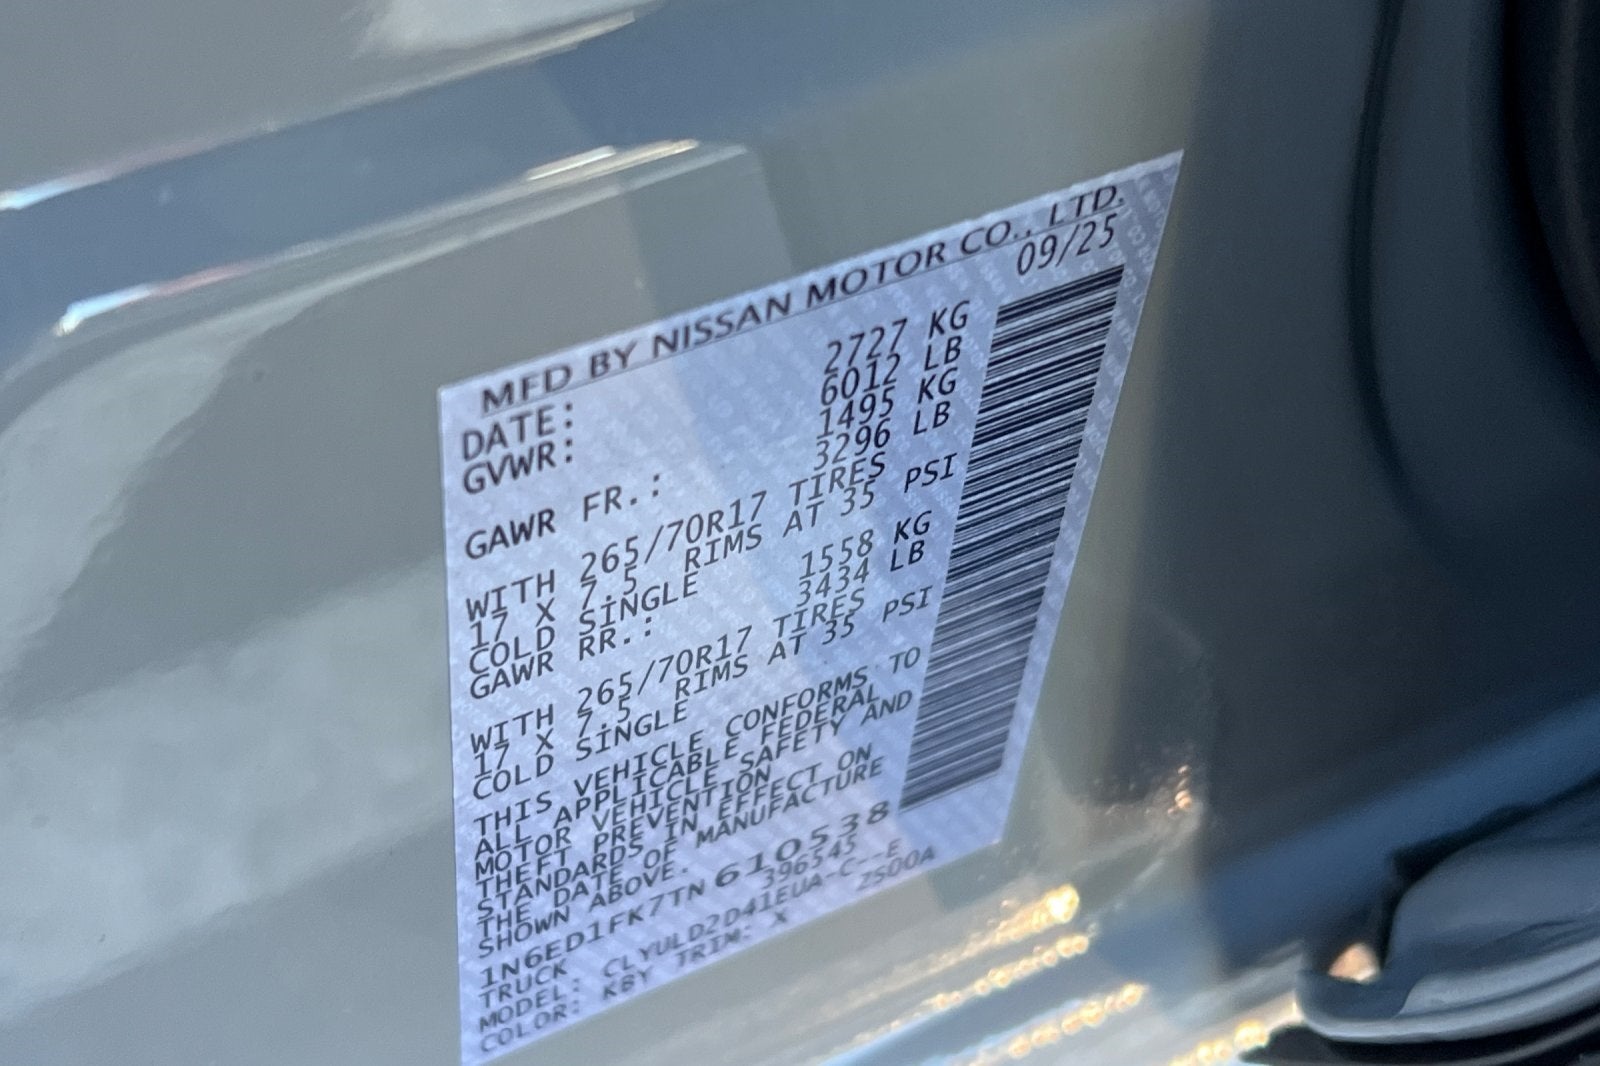 MFD BY NISSAN MOTOR CO., LTD.
DATE: 09/25
GVWR: 2727 KG
6012 LB
GAWR FR.: 1495 KG
3296 LB
WITH 265/70R17 TIRES
17 X 7.5 RIMS AT 35 PSI
COLD SINGLE
GAWR RR.: 1558 KG
3434 LB
WITH 265/70R17 TIRES
17 X 7.5 RIMS AT 35 PSI
COLD SINGLE
THIS VEHICLE CONFORMS TO
ALL APPLICABLE FEDERAL
MOTOR VEHICLE SAFETY AND
THEFT PREVENTION
STANDARDS IN EFFECT ON
THE DATE OF MANUFACTURE
SHOWN ABOVE.
1N6ED1FK7TN610538
TRUCK 396545
MODEL: CLYULD2D41EUA-C--E
COLOR: KBY TRIM: X ZS00A